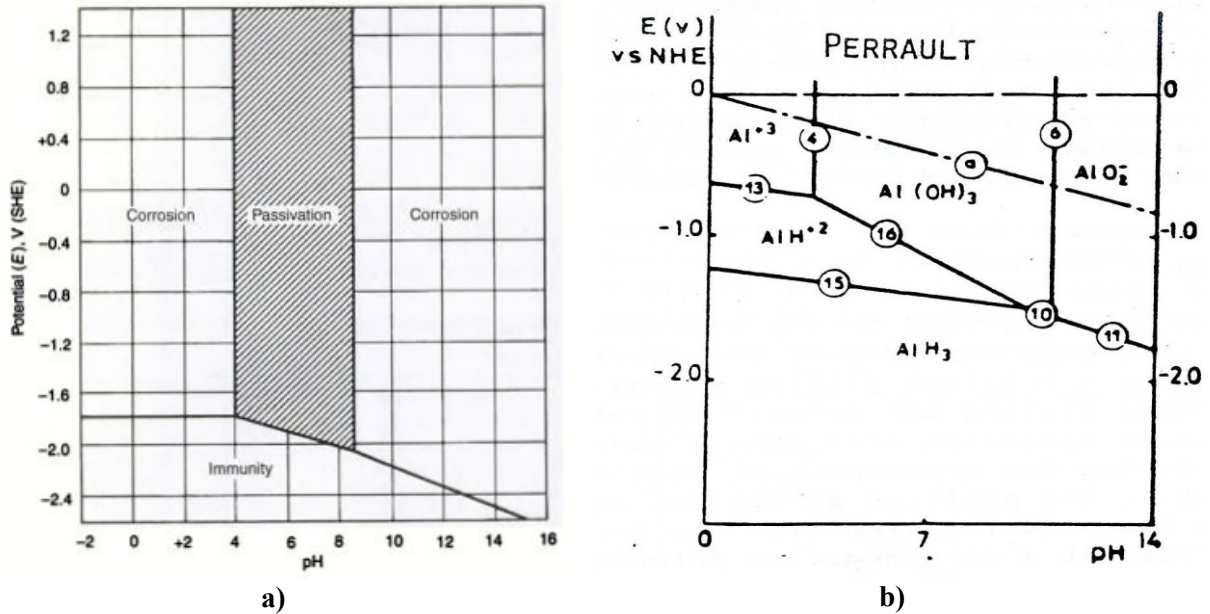 1.2
0.8
+0.4
0
−0.4
−0.8
−1.2
−1.6
−2.0
−2.4
Potential (E), V (SHE)
Corrosion
Passivation
Corrosion
Immunity
−2
0
+2
4
6
8
10
12
14
16
pH
a)
E (v)
vs NHE
PERRAULT
0
0
Al+3
4
a
6
AlO2-
13
Al (OH)3
-1.0
-1.0
AlH+2
16
15
10
11
AlH3
-2.0
-2.0
0
7
pH
14
b)